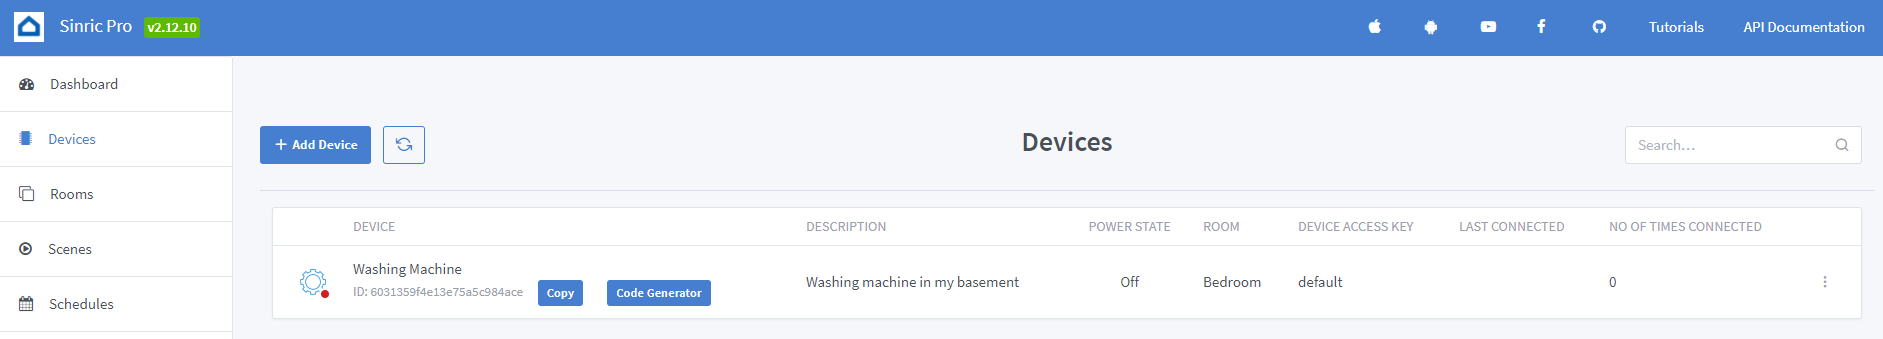 Sinric Pro v2.12.10
Tutorials
API Documentation
Dashboard
Devices
Rooms
Scenes
Schedules
+ Add Device
Devices
Search...
DEVICE DESCRIPTION POWER STATE ROOM DEVICE ACCESS KEY LAST CONNECTED NO OF TIMES CONNECTED
Washing Machine
ID: 6031359f4e13e75a5c984ace Copy Code Generator
Washing machine in my basement Off Bedroom default 0